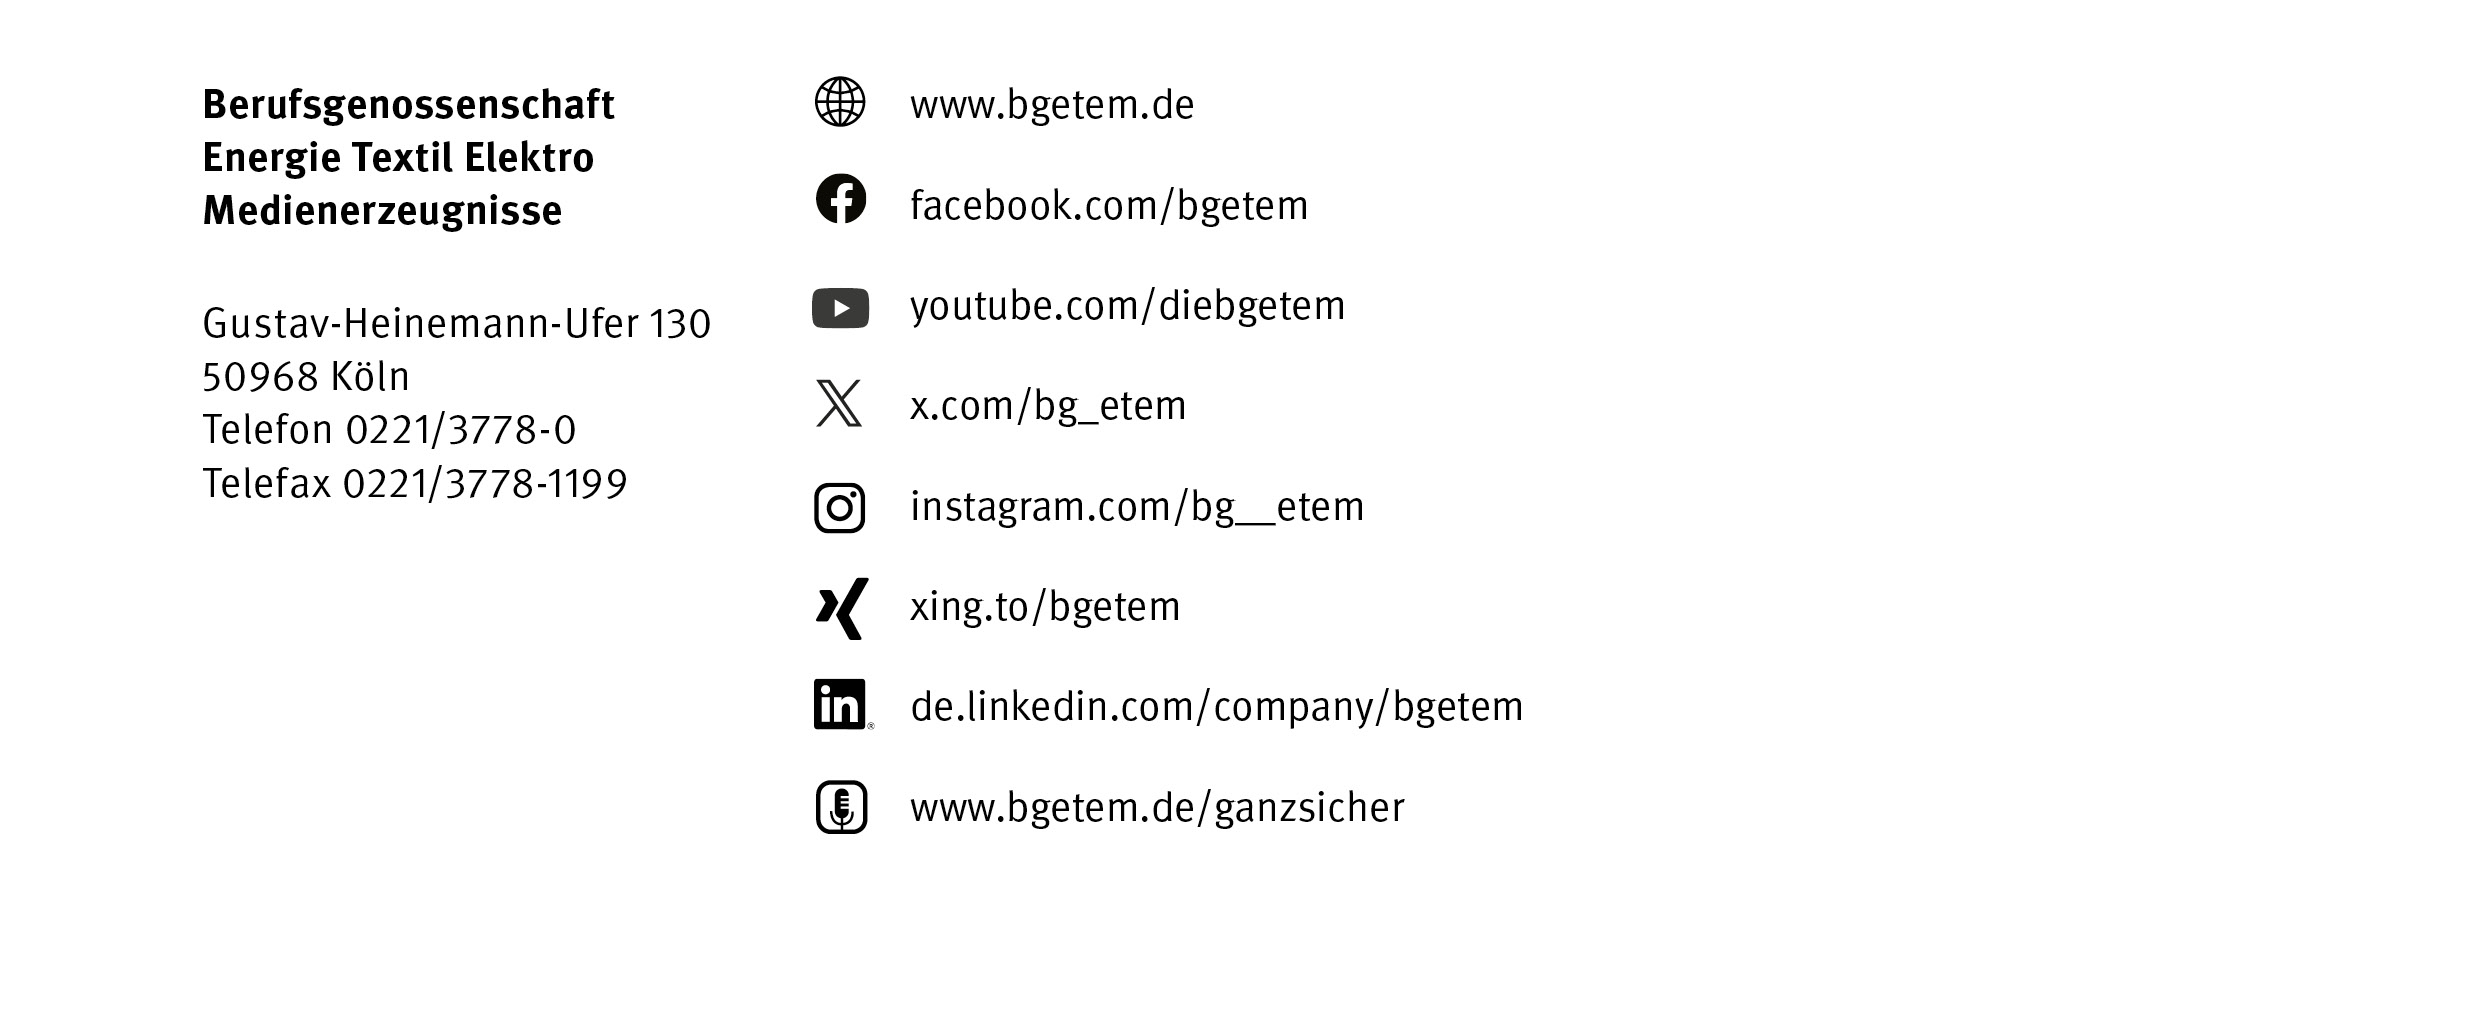 Berufsgenossenschaft
Energie Textil Elektro
Medienerzeugnisse
Gustav-Heinemann-Ufer 130
50968 Köln
Telefon 0221/3778-0
Telefax 0221/3778-1199
www.bgetem.de
facebook.com/bgetem
youtube.com/diebgetem
x.com/bg_etem
instagram.com/bg__etem
xing.to/bgetem
in® de.linkedin.com/company/bgetem
www.bgetem.de/ganzsicher